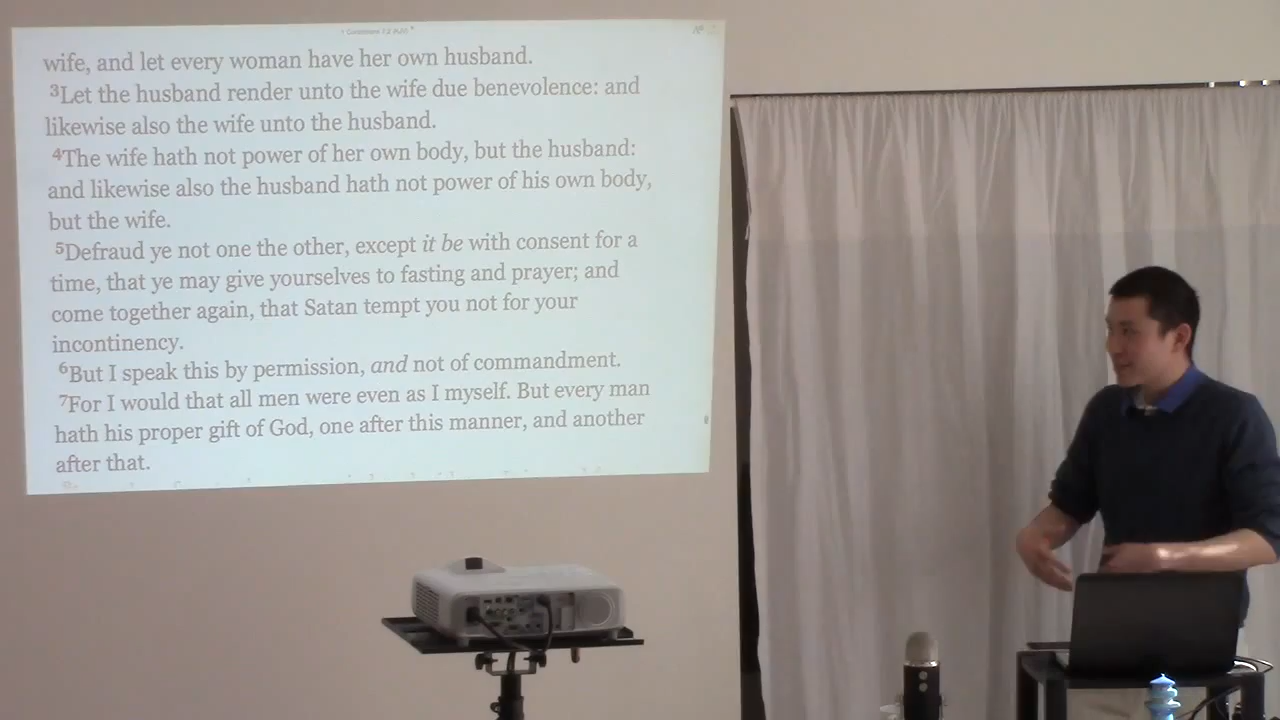 1 Corinthians 7:2 (KJV)
wife, and let every woman have her own husband.
3Let the husband render unto the wife due benevolence: and
likewise also the wife unto the husband.
4The wife hath not power of her own body, but the husband:
and likewise also the husband hath not power of his own body,
but the wife.
5Defraud ye not one the other, except it be with consent for a
time, that ye may give yourselves to fasting and prayer; and
come together again, that Satan tempt you not for your
incontinency.
6But I speak this by permission, and not of commandment.
7For I would that all men were even as I myself. But every man
hath his proper gift of God, one after this manner, and another
after that.